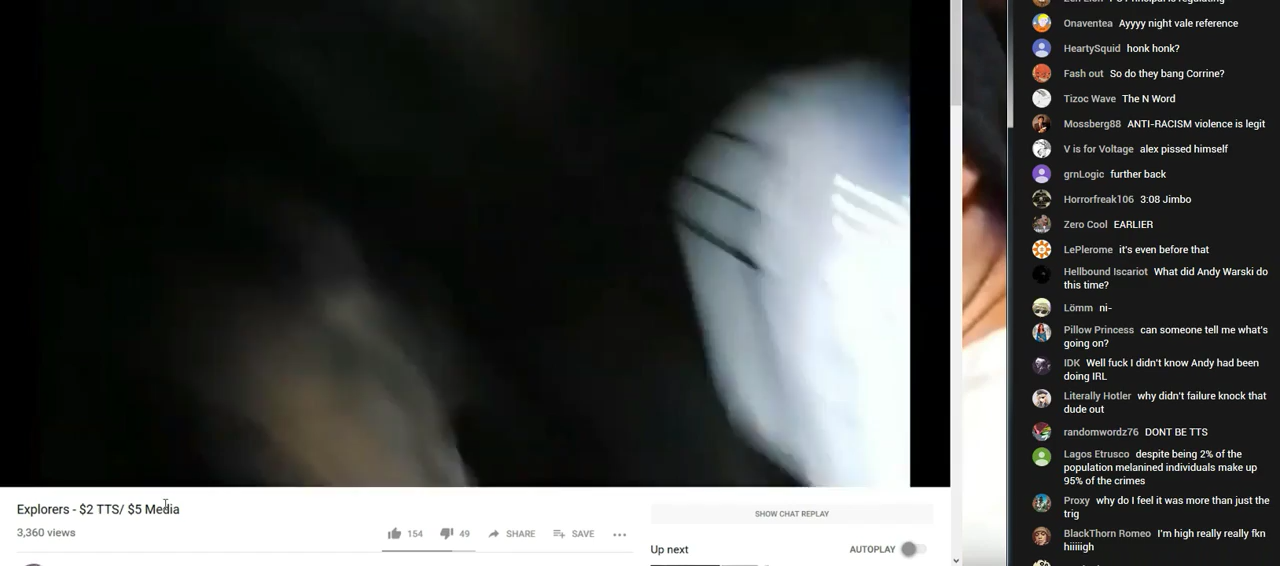 Onaventea Ayyyy night vale reference
HeartySquid honk honk?
Fash out So do they bang Corrine?
Tizoc Wave The N Word
Mossberg88 ANTI-RACISM violence is legit
V is for Voltage alex pissed himself
grnLogic further back
Horrorfreak106 3:08 Jimbo
Zero Cool EARLIER
LePlerome it's even before that
Hellbound Iscariot What did Andy Warski do
this time?
Lömm ni-
Pillow Princess can someone tell me what's
going on?
IDK Well fuck I didn't know Andy had been
doing IRL
Literally Hotler why didn't failure knock that
dude out
randomwordz76 DONT BE TTS
Lagos Etrusco despite being 2% of the
population melanined individuals make up
95% of the crimes
Proxy why do I feel it was more than just the
trig
BlackThorn Romeo I'm high really really fkn
hiiiiigh
Explorers - $2 TTS/ $5 Media
3,360 views
154 49 SHARE SAVE
SHOW CHAT REPLAY
Up next AUTOPLAY